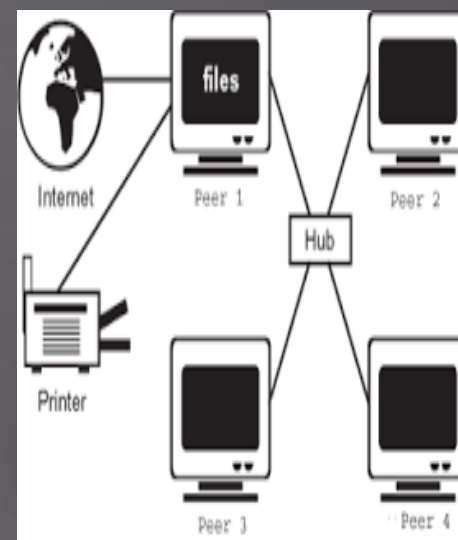 files
Internet
Peer 1
Peer 2
Hub
Printer
Peer 3
Peer 4